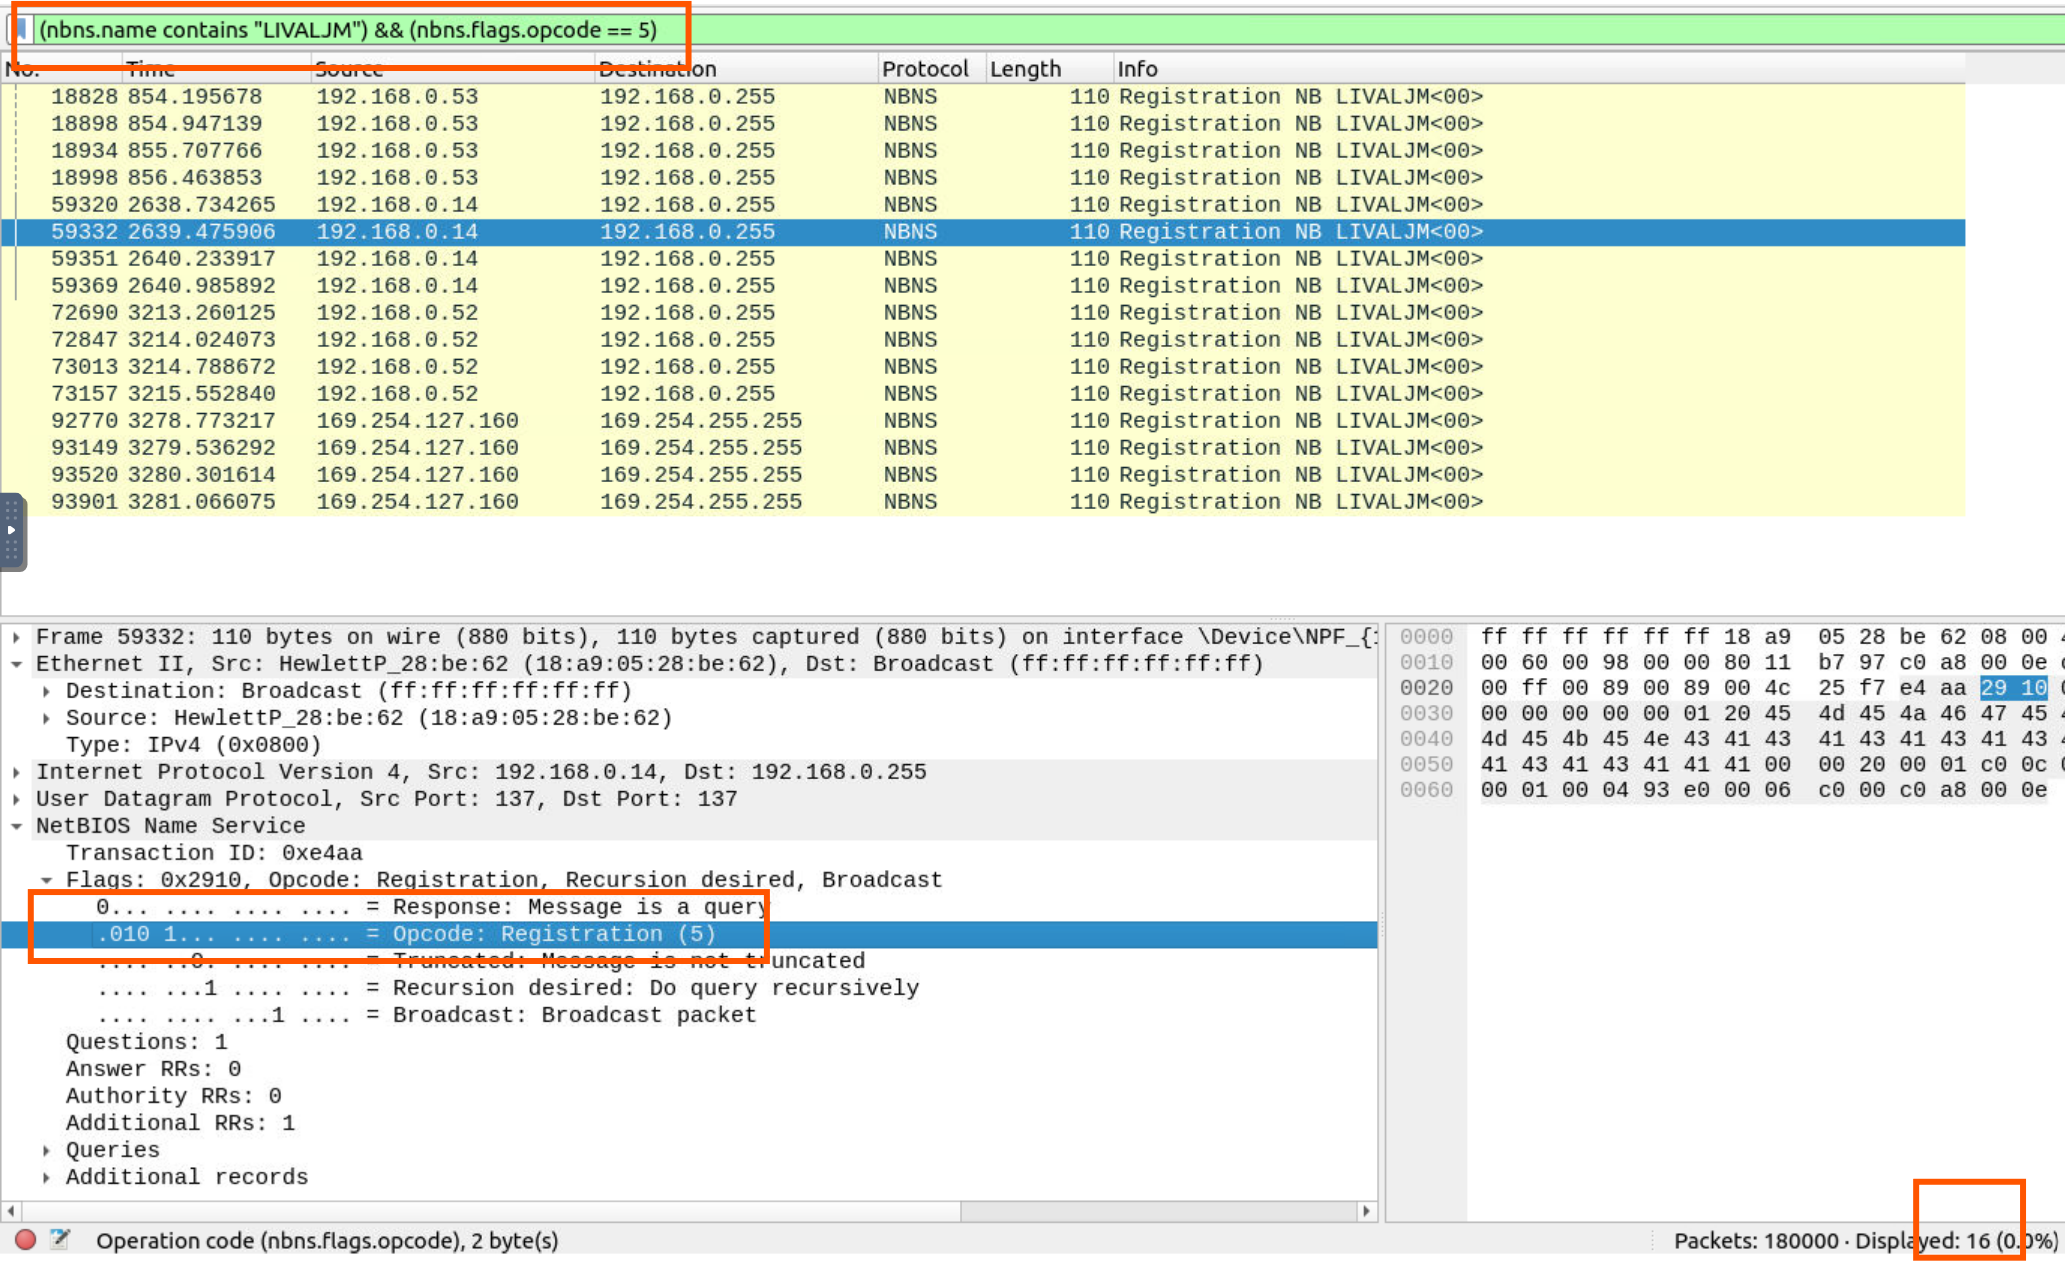 (nbns.name contains "LIVALJM") && (nbns.flags.opcode == 5)
No. Time Source Destination Protocol Length Info
18828 854.195678 192.168.0.53 192.168.0.255 NBNS 110 Registration NB LIVALJM<00>
18898 854.947139 192.168.0.53 192.168.0.255 NBNS 110 Registration NB LIVALJM<00>
18934 855.707766 192.168.0.53 192.168.0.255 NBNS 110 Registration NB LIVALJM<00>
18998 856.463853 192.168.0.53 192.168.0.255 NBNS 110 Registration NB LIVALJM<00>
59320 2638.734265 192.168.0.14 192.168.0.255 NBNS 110 Registration NB LIVALJM<00>
59332 2639.475906 192.168.0.14 192.168.0.255 NBNS 110 Registration NB LIVALJM<00>
59351 2640.233917 192.168.0.14 192.168.0.255 NBNS 110 Registration NB LIVALJM<00>
59369 2640.985892 192.168.0.14 192.168.0.255 NBNS 110 Registration NB LIVALJM<00>
72690 3213.260125 192.168.0.52 192.168.0.255 NBNS 110 Registration NB LIVALJM<00>
72847 3214.024073 192.168.0.52 192.168.0.255 NBNS 110 Registration NB LIVALJM<00>
73013 3214.788672 192.168.0.52 192.168.0.255 NBNS 110 Registration NB LIVALJM<00>
73157 3215.552840 192.168.0.52 192.168.0.255 NBNS 110 Registration NB LIVALJM<00>
92770 3278.773217 169.254.127.160 169.254.255.255 NBNS 110 Registration NB LIVALJM<00>
93149 3279.536292 169.254.127.160 169.254.255.255 NBNS 110 Registration NB LIVALJM<00>
93520 3280.301614 169.254.127.160 169.254.255.255 NBNS 110 Registration NB LIVALJM<00>
93901 3281.066075 169.254.127.160 169.254.255.255 NBNS 110 Registration NB LIVALJM<00>
Frame 59332: 110 bytes on wire (880 bits), 110 bytes captured (880 bits) on interface \Device\NPF_{
Ethernet II, Src: HewlettP_28:be:62 (18:a9:05:28:be:62), Dst: Broadcast (ff:ff:ff:ff:ff:ff)
Destination: Broadcast (ff:ff:ff:ff:ff:ff)
Source: HewlettP_28:be:62 (18:a9:05:28:be:62)
Type: IPv4 (0x0800)
Internet Protocol Version 4, Src: 192.168.0.14, Dst: 192.168.0.255
User Datagram Protocol, Src Port: 137, Dst Port: 137
NetBIOS Name Service
Transaction ID: 0xe4aa
Flags: 0x2910, Opcode: Registration, Recursion desired, Broadcast
0... .... .... .... = Response: Message is a query
.010 1... .... .... = Opcode: Registration (5)
.... ..0. .... .... = Truncated: Message is not truncated
.... ...1 .... .... = Recursion desired: Do query recursively
.... .... ...1 .... = Broadcast: Broadcast packet
Questions: 1
Answer RRs: 0
Authority RRs: 0
Additional RRs: 1
Queries
Additional records
0000 ff ff ff ff ff ff 18 a9 05 28 be 62 08 00
0010 00 60 00 98 00 00 80 11 b7 97 c0 a8 00 0e
0020 00 ff 00 89 00 89 00 4c 25 f7 e4 aa 29 10
0030 00 00 00 00 00 01 20 45 4d 45 4a 46 47 45
0040 4d 45 4b 45 4e 43 41 43 41 43 41 43 41 43
0050 41 43 41 43 41 41 41 00 00 20 00 01 c0 0c
0060 00 01 00 04 93 e0 00 06 c0 00 c0 a8 00 0e
Operation code (nbns.flags.opcode), 2 byte(s)
Packets: 180000 · Displayed: 16 (0.0%)